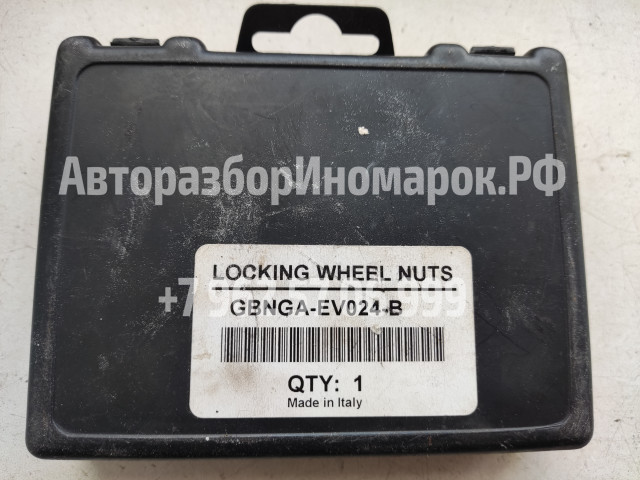 АвторазборИномарок.РФ
LOCKING WHEEL NUTS
GBNGA-EV024-B
QTY: 1
Made in Italy